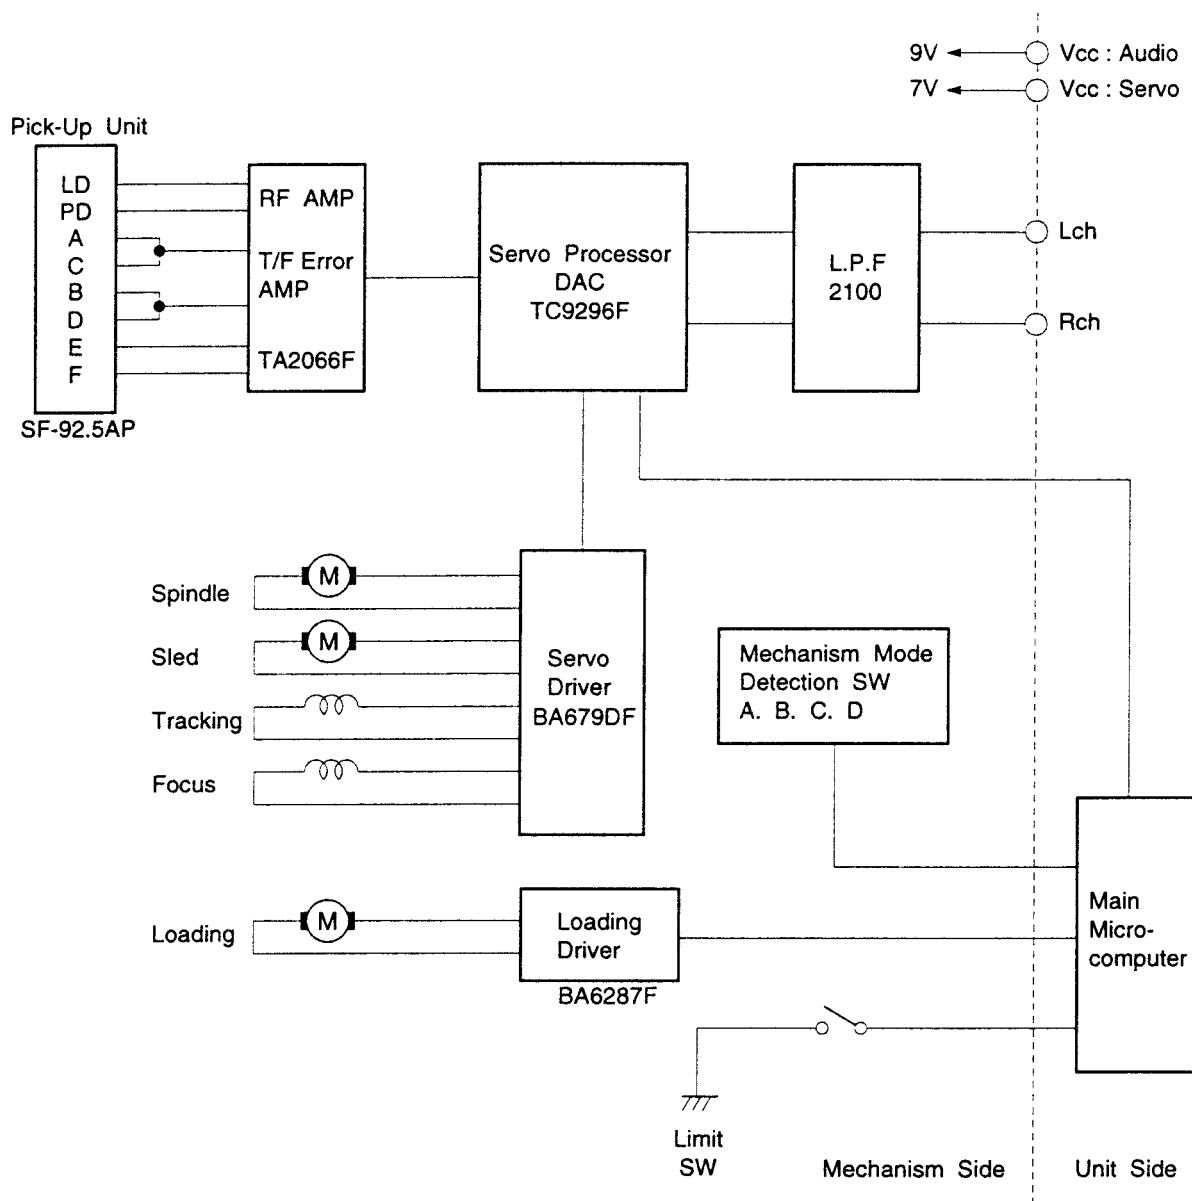 9V
Vcc : Audio
7V
Vcc : Servo
Pick-Up Unit
LD
PD
A
C
B
D
E
F
SF-92.5AP
RF AMP
T/F Error
AMP
TA2066F
Servo Processor
DAC
TC9296F
L.P.F
2100
Lch
Rch
Spindle
M
Sled
M
Tracking
Focus
Servo
Driver
BA679DF
Mechanism Mode
Detection SW
A. B. C. D
Loading
M
Loading
Driver
BA6287F
Main
Micro-
computer
Limit
SW
Mechanism Side
Unit Side